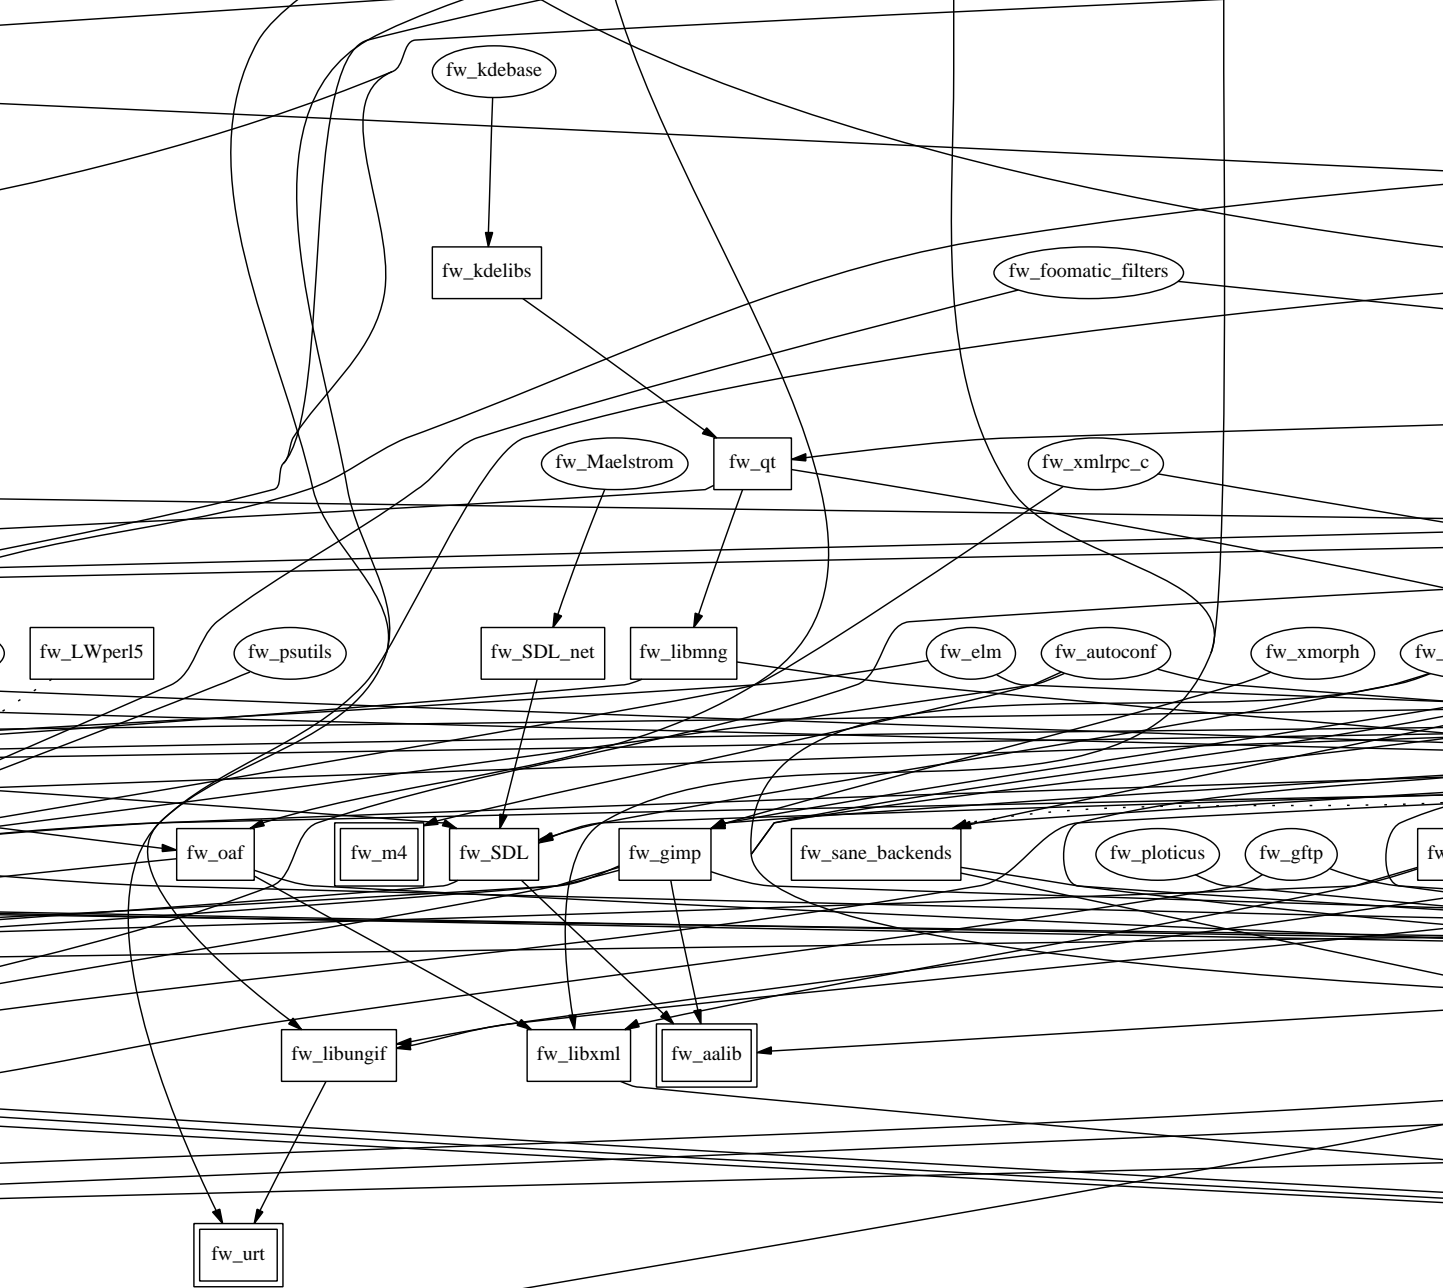 fw_kdebase
fw_kdelibs
fw_foomatic_filters
fw_Maelstrom
fw_qt
fw_xmlrpc_c
fw_LWperl5
fw_psutils
fw_SDL_net
fw_libmng
fw_elm
fw_autoconf
fw_xmorph
fw_
fw_oaf
fw_m4
fw_SDL
fw_gimp
fw_sane_backends
fw_ploticus
fw_gftp
fw_libungif
fw_libxml
fw_aalib
fw_urt